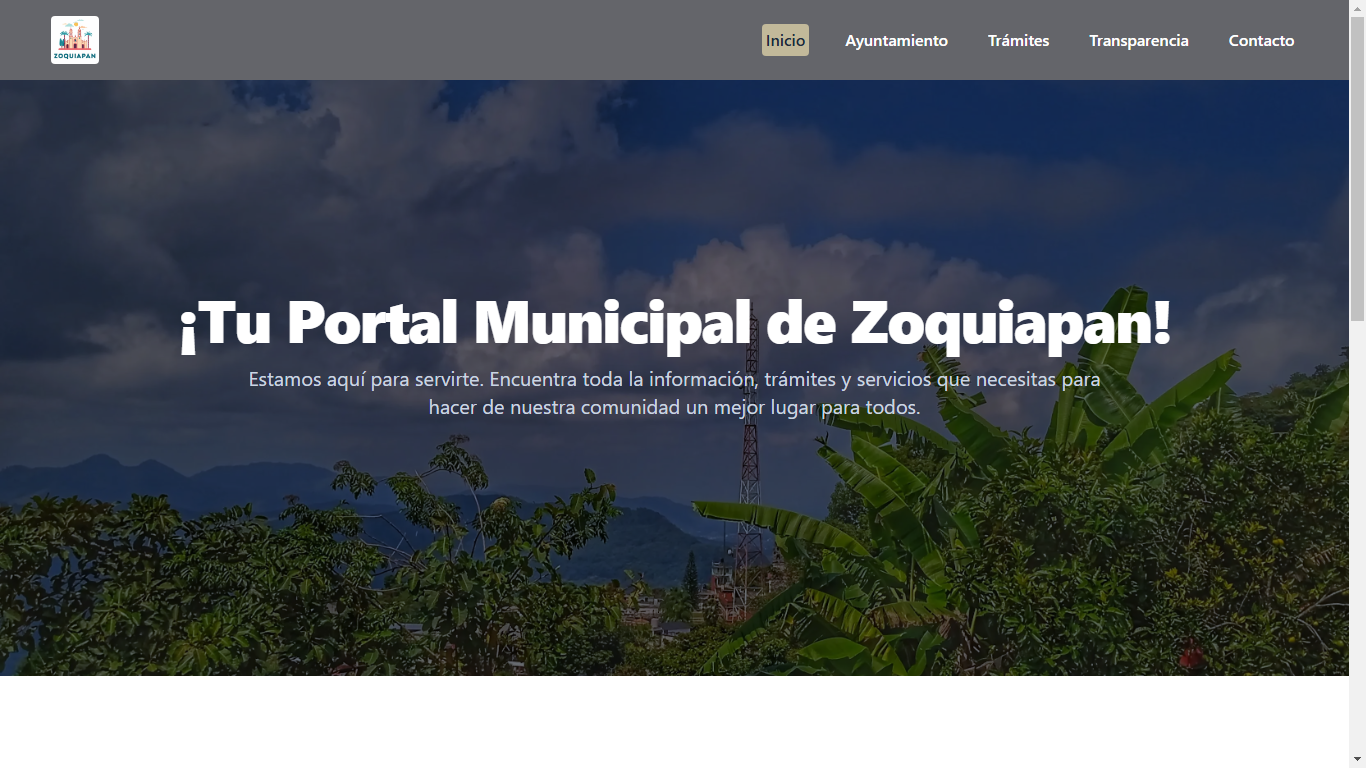 ZOQUIAPAN
Inicio Ayuntamiento Trámites Transparencia Contacto
¡Tu Portal Municipal de Zoquiapan!
Estamos aquí para servirte. Encuentra toda la información, trámites y servicios que necesitas para
hacer de nuestra comunidad un mejor lugar para todos.